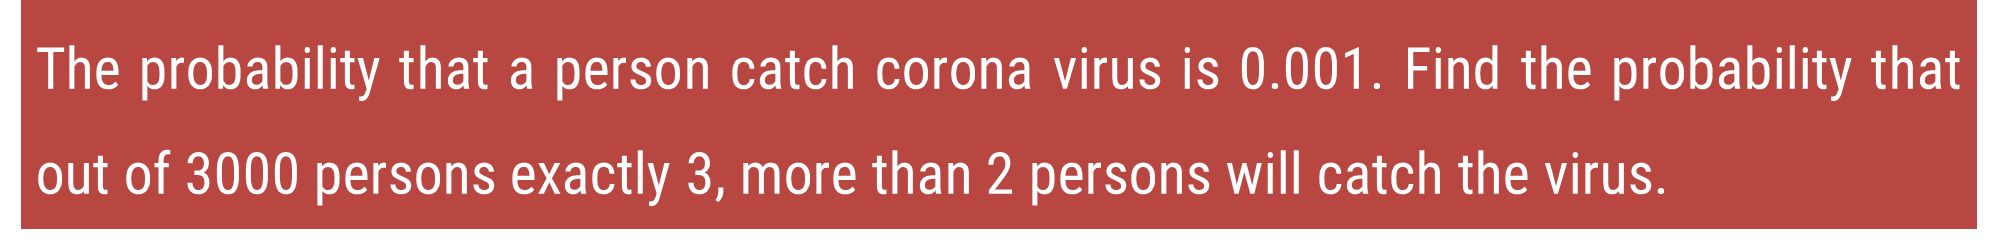 The probability that a person catch corona virus is 0.001. Find the probability that
out of 3000 persons exactly 3, more than 2 persons will catch the virus.